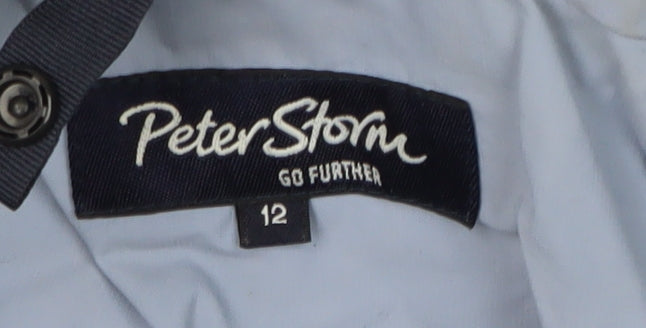 Peter Storm
GO FURTHER
12